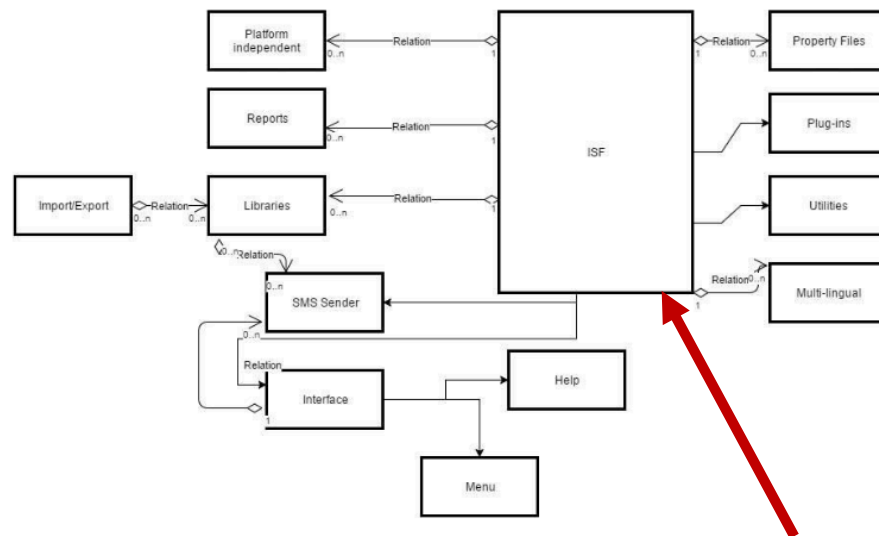 Platform
independent
Relation
0..n
1
ISF
Relation
1
0..n
Property Files
Reports
Relation
0..n
1
Plug-ins
Import/Export
Relation
0..n
0..n
Libraries
Relation
0..n
1
Utilities
0..n
Relation
0..n
SMS Sender
Relation
0..n
1
Multi-lingual
0..n
Relation
1
Interface
Help
Menu